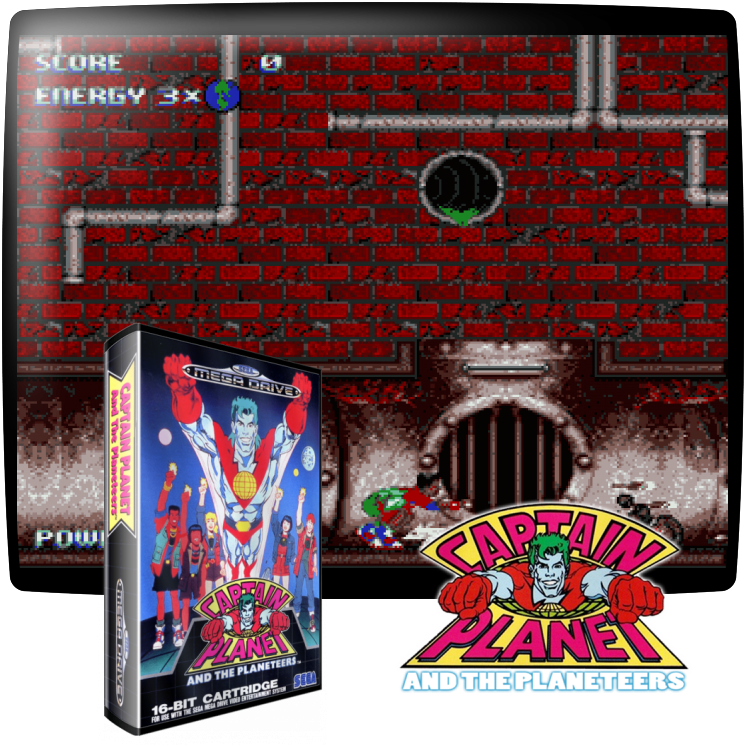 SCORE 0
ENERGY 3×
POW
SEGA
MEGA DRIVE
CAPTAIN PLANET
And The Planeteers
MEGA DRIVE
CAPTAIN
PLANET
AND THE PLANETEERS™
16-BIT CARTRIDGE
FOR USE WITH THE SEGA MEGA DRIVE VIDEO ENTERTAINMENT SYSTEM
SEGA
CAPTAIN
PLANET
AND THE PLANETEERS